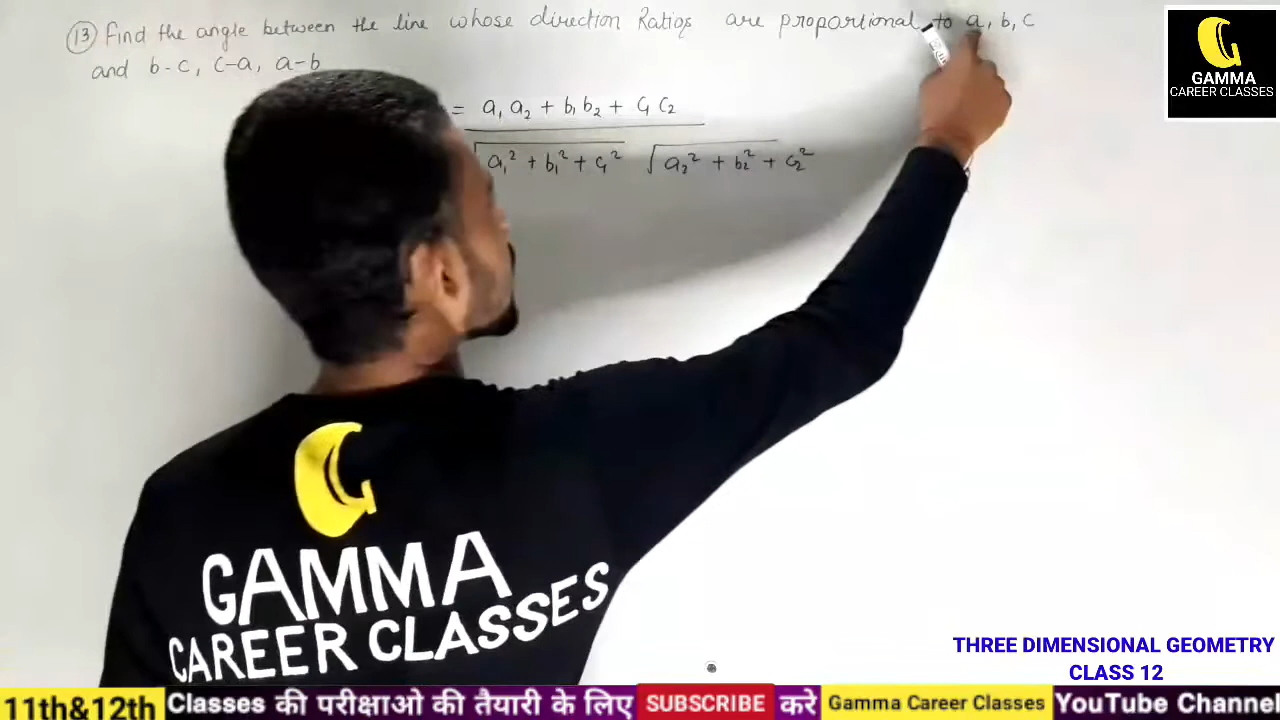 (13) Find the angle between the line whose direction Ratios are proportional to a, b, c
and b-c, c-a, a-b
= a₁a₂ + b₁b₂ + c₁c₂
√a₁² + b₁² + c₁² √a₂² + b₂² + c₂²
GAMMA
CAREER CLASSES
GAMMA
CAREER CLASSES
THREE DIMENSIONAL GEOMETRY
CLASS 12
11th&12th Classes की परीक्षाओ की तैयारी के लिए SUBSCRIBE करे Gamma Career Classes YouTube Channel